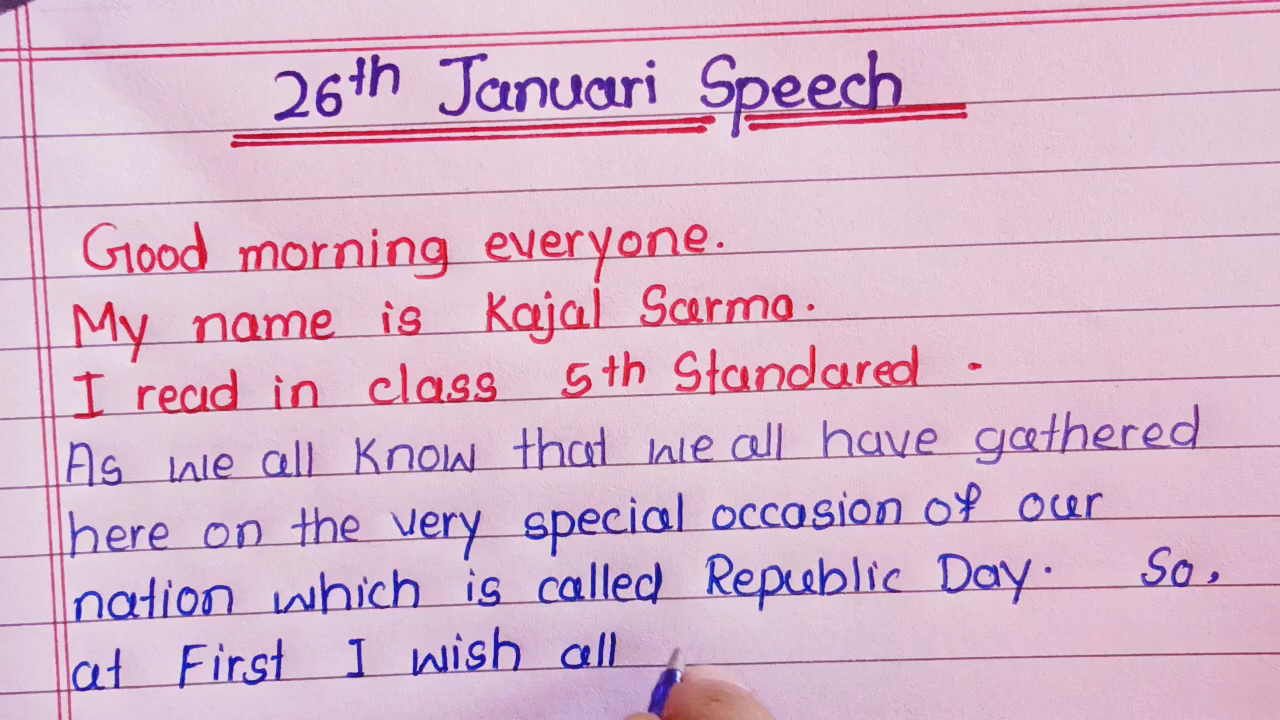 26th Januari Speech
Good morning everyone.
My name is Kajal Sarma.
I read in class 5th Standared .
As we all know that we all have gathered
here on the very special occasion of our
nation which is called Republic Day. So,
at First I wish all